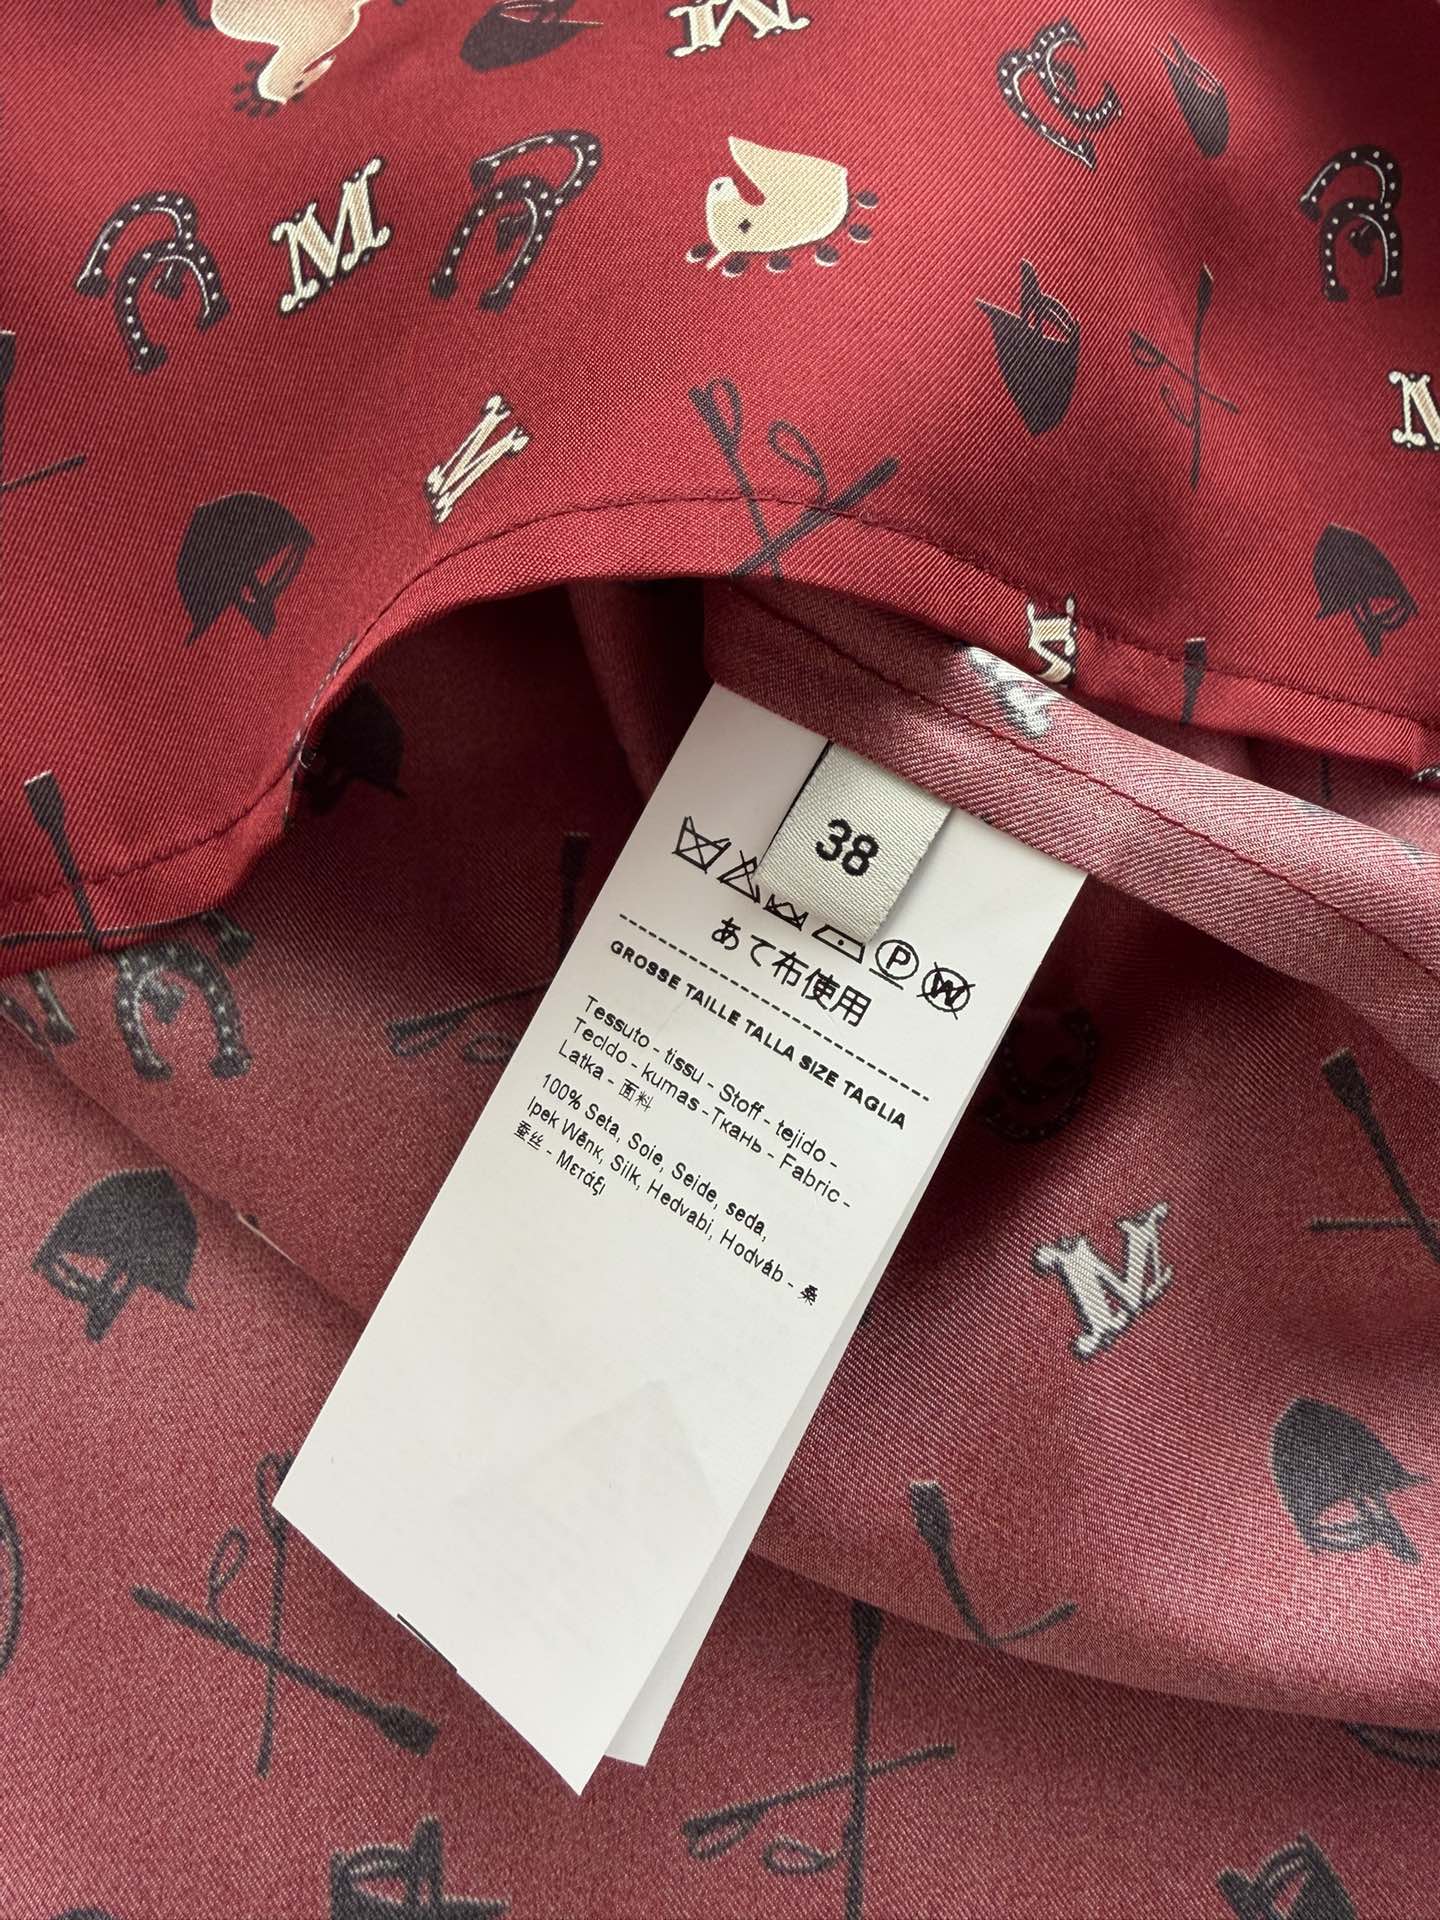 38
P
W
あて布使用
GROSSE TAILLE TALLA SIZE TAGLIA
Tessuto - tissu - Stoff - tejido -
Tecido - kumas - Ткань - Fabric -
Latka - 面料
100% Seta, Soie, Seide, seda,
Ipek Wěnк, Silk, Hedvabi, Hodváb - 桑
蚕丝 - Μετάξι
M
M
M
M
M
M